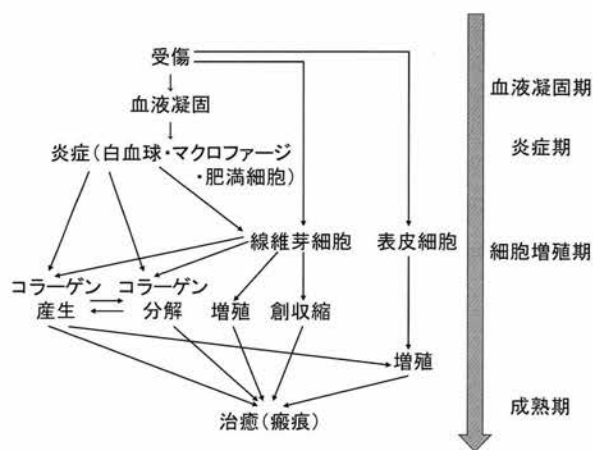 受傷
↓
血液凝固
↓
炎症(白血球・マクロファージ
・肥満細胞)
線維芽細胞
表皮細胞
コラーゲン
産生
コラーゲン
分解
増殖
創収縮
増殖
治癒(瘢痕)
血液凝固期
炎症期
細胞増殖期
成熟期